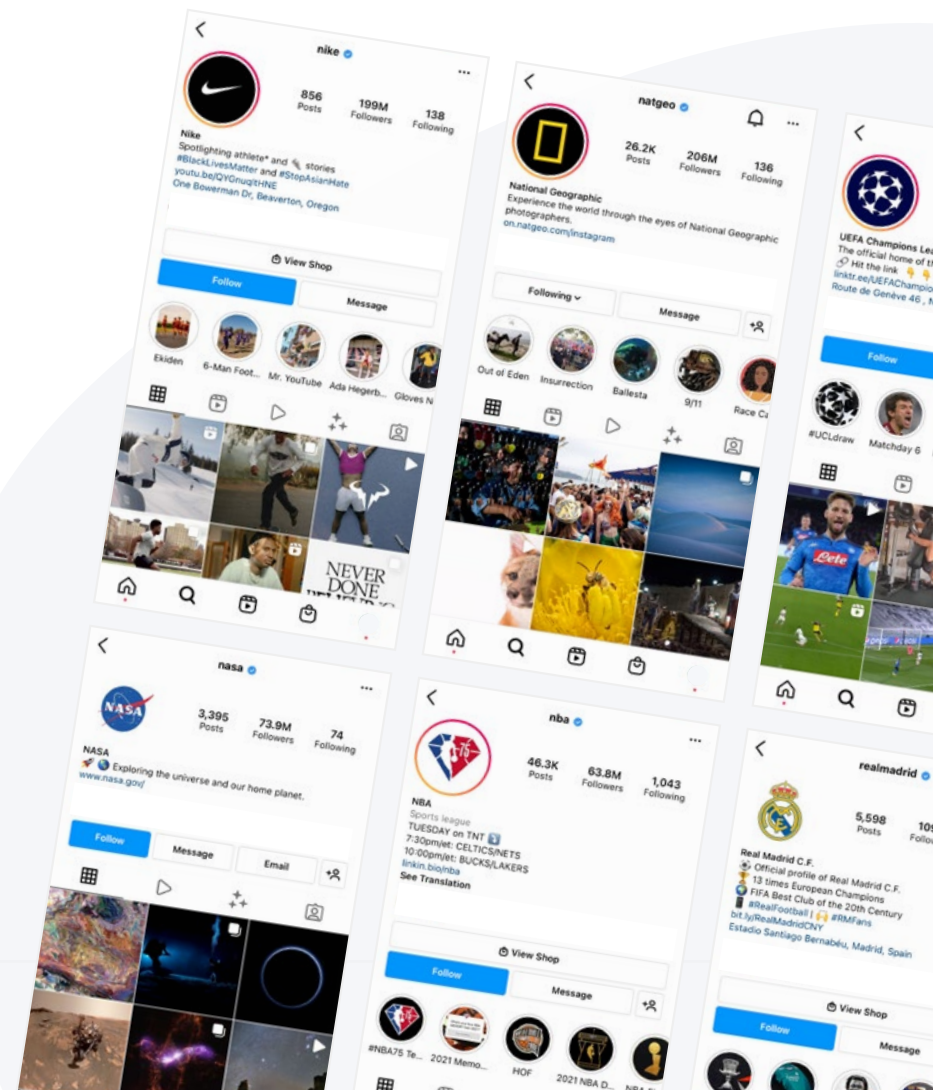 nike
856
Posts
199M
Followers
138
Following
Nike
Spotlighting athlete* and stories
#BlackLivesMatter and #StopAsianHate
youtu.be/QYGnuqitHNE
One Bowerman Dr, Beaverton, Oregon
View Shop
Follow
Message
Ekiden
6-Man Foot...
Mr. YouTube
Ada Hegerb...
Gloves N
NEVER
DONE
natgeo
26.2K
Posts
206M
Followers
136
Following
National Geographic
Experience the world through the eyes of National Geographic
photographers.
on.natgeo.com/instagram
Following
Message
Out of Eden
Insurrection
Ballesta
9/11
Race Ca
UEFA Champions Lea
The official home of th
Hit the link
linktr.ee/UEFAChampio
Route de Genève 46 , N
Follow
#UCLdraw
Matchday 6
Lete
nasa
NASA
3,395
Posts
73.9M
Followers
74
Following
NASA
Exploring the universe and our home planet.
www.nasa.gov/
Follow
Message
Email
nba
75
46.3K
Posts
63.8M
Followers
1,043
Following
NBA
Sports league
TUESDAY on TNT
7:30pm/et: CELTICS/NETS
10:00pm/et: BUCKS/LAKERS
linkin.bio/nba
See Translation
View Shop
Follow
Message
#NBA75 Te...
2021 Memo...
HOF
2021 NBA D...
realmadrid
5,598
Posts
109
Follo
Real Madrid C.F.
Official profile of Real Madrid C.F.
13 times European Champions
FIFA Best Club of the 20th Century
#RealFootball | #RMFans
bit.ly/RealMadridCNY
Estadio Santiago Bernabéu, Madrid, Spain
View Shop
Follow
Message